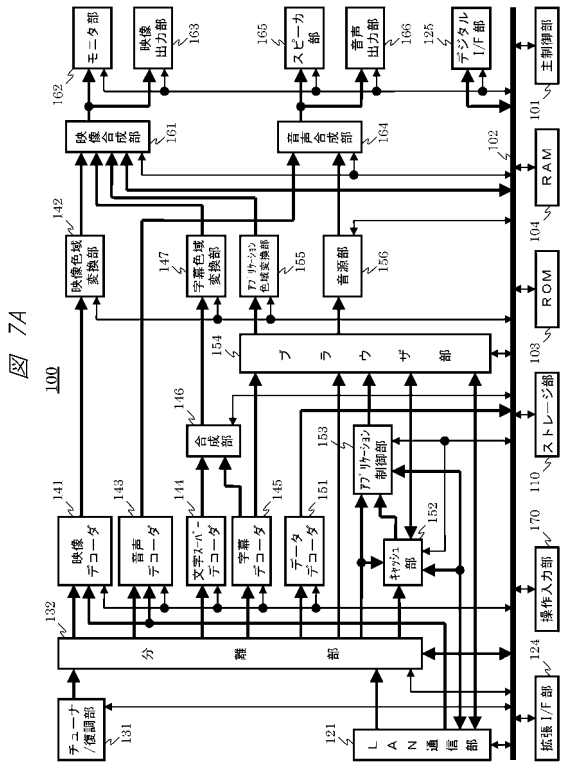 図 7A
100
チューナ
/復調部
131
LAN通信部
121
分離部
132
映像
デコーダ
141
音声
デコーダ
143
文字スーパー
デコーダ
144
字幕
デコーダ
145
データ
デコーダ
151
キャッシュ
部
152
アプリケーション
制御部
153
合成部
146
ブラウザ部
154
映像色域
変換部
142
字幕色域
変換部
147
アプリケーション
色域変換部
155
音源部
156
映像合成部
161
音声合成部
164
モニタ部
162
映像
出力部
163
スピーカ
部
165
音声
出力部
166
デジタル
I/F部
125
102
拡張I/F部
124
操作入力部
170
ストレージ部
110
ROM
103
RAM
104
主制御部
101